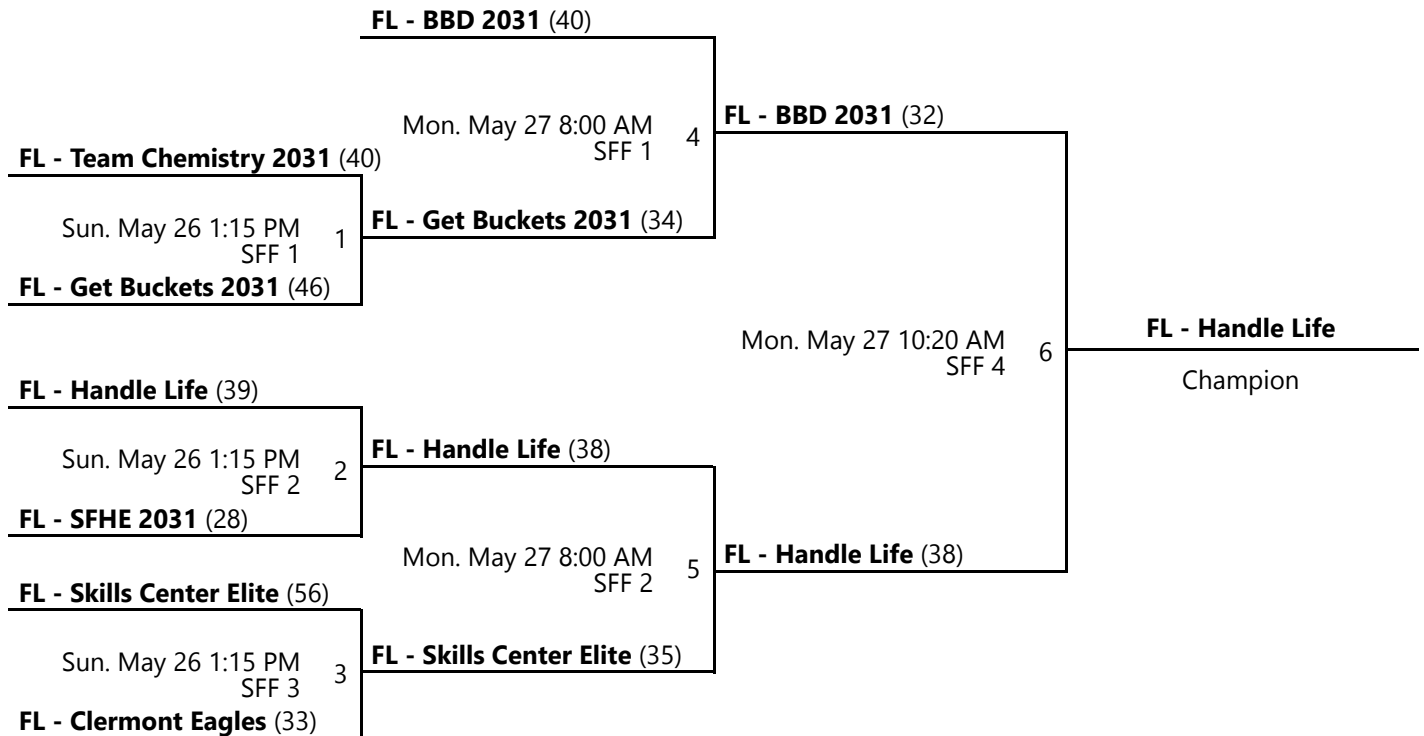 FL - BBD 2031 (40)
Mon. May 27 8:00 AM
SFF 1
4
FL - BBD 2031 (32)
FL - Team Chemistry 2031 (40)
Sun. May 26 1:15 PM
SFF 1
1
FL - Get Buckets 2031 (34)
FL - Get Buckets 2031 (46)
Mon. May 27 10:20 AM
SFF 4
6
FL - Handle Life
Champion
FL - Handle Life (39)
Sun. May 26 1:15 PM
SFF 2
2
FL - Handle Life (38)
FL - SFHE 2031 (28)
Mon. May 27 8:00 AM
SFF 2
5
FL - Handle Life (38)
FL - Skills Center Elite (56)
Sun. May 26 1:15 PM
SFF 3
3
FL - Skills Center Elite (35)
FL - Clermont Eagles (33)